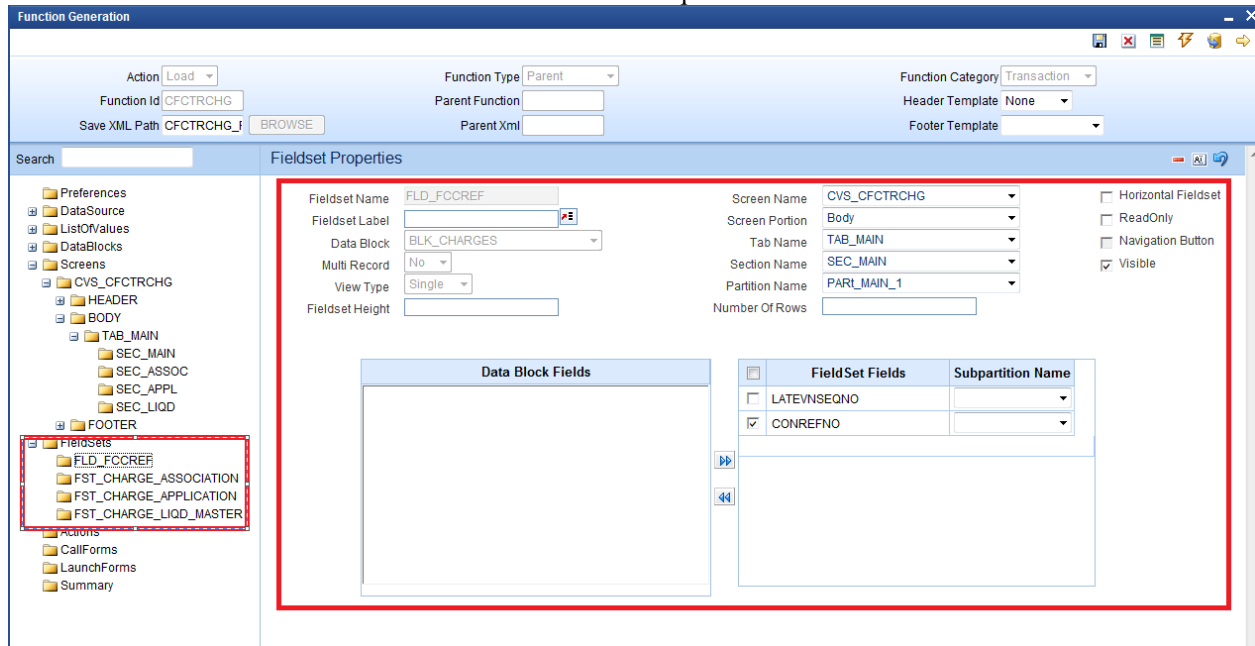 Function Generation
Action Load
Function Type Parent
Function Category Transaction
Function Id CFCTRCHG
Parent Function
Header Template None
Save XML Path CFCTRCHG_F BROWSE
Parent Xml
Footer Template
Search
Fieldset Properties
Preferences
DataSource
ListOfValues
DataBlocks
Screens
CVS_CFCTRCHG
HEADER
BODY
TAB_MAIN
SEC_MAIN
SEC_ASSOC
SEC_APPL
SEC_LIQD
FOOTER
FieldSets
FLD_FCCREF
FST_CHARGE_ASSOCIATION
FST_CHARGE_APPLICATION
FST_CHARGE_LIQD_MASTER
Actions
CallForms
LaunchForms
Summary
Fieldset Name FLD_FCCREF
Fieldset Label
Data Block BLK_CHARGES
Multi Record No
View Type Single
Fieldset Height
Screen Name CVS_CFCTRCHG
Screen Portion Body
Tab Name TAB_MAIN
Section Name SEC_MAIN
Partition Name PARt_MAIN_1
Number Of Rows
Horizontal Fieldset
ReadOnly
Navigation Button
Visible
Data Block Fields
FieldSet Fields Subpartition Name
LATEVNSEQNO
CONREFNO